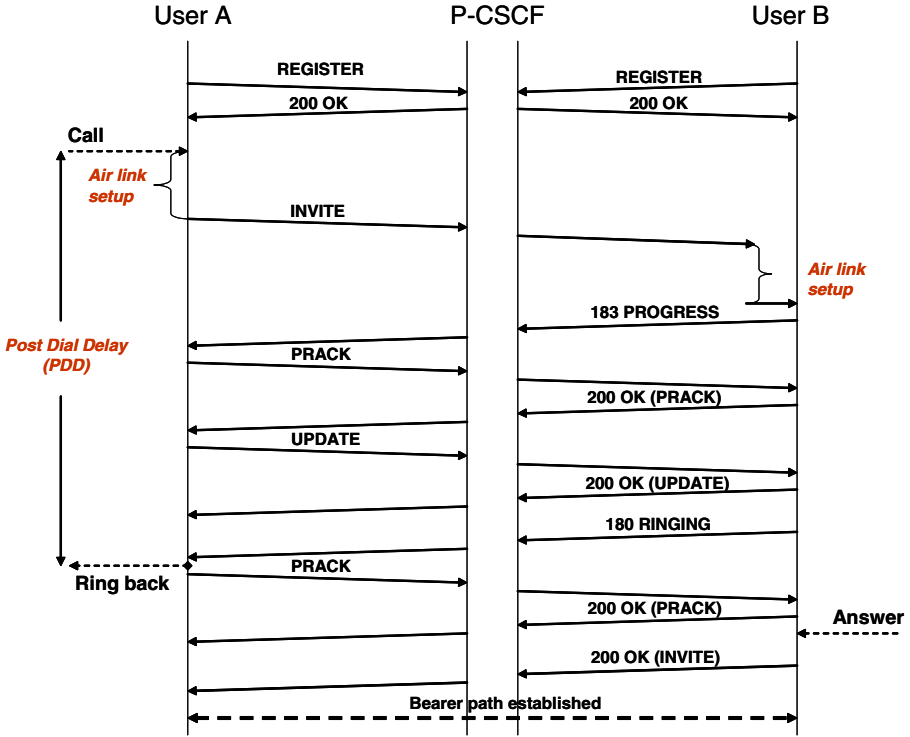 User A
P-CSCF
User B
REGISTER
REGISTER
200 OK
200 OK
Call
Air link
setup
INVITE
Air link
setup
183 PROGRESS
Post Dial Delay
(PDD)
PRACK
200 OK (PRACK)
UPDATE
200 OK (UPDATE)
180 RINGING
PRACK
Ring back
200 OK (PRACK)
Answer
200 OK (INVITE)
Bearer path established